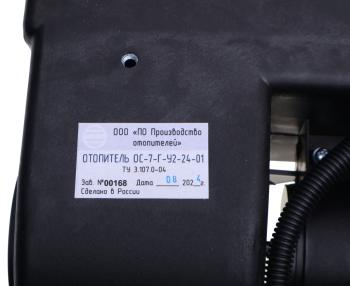 ООО «ПО Производство
отопителей»
ОТОПИТЕЛЬ ОС-7-Г-У2-24-01
ТУ 3.107.0-04
Зав. №00168 Дата 08 2024г.
Сделано в России